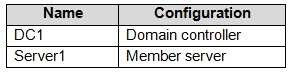 Name Configuration
DC1 Domain controller
Server1 Member server